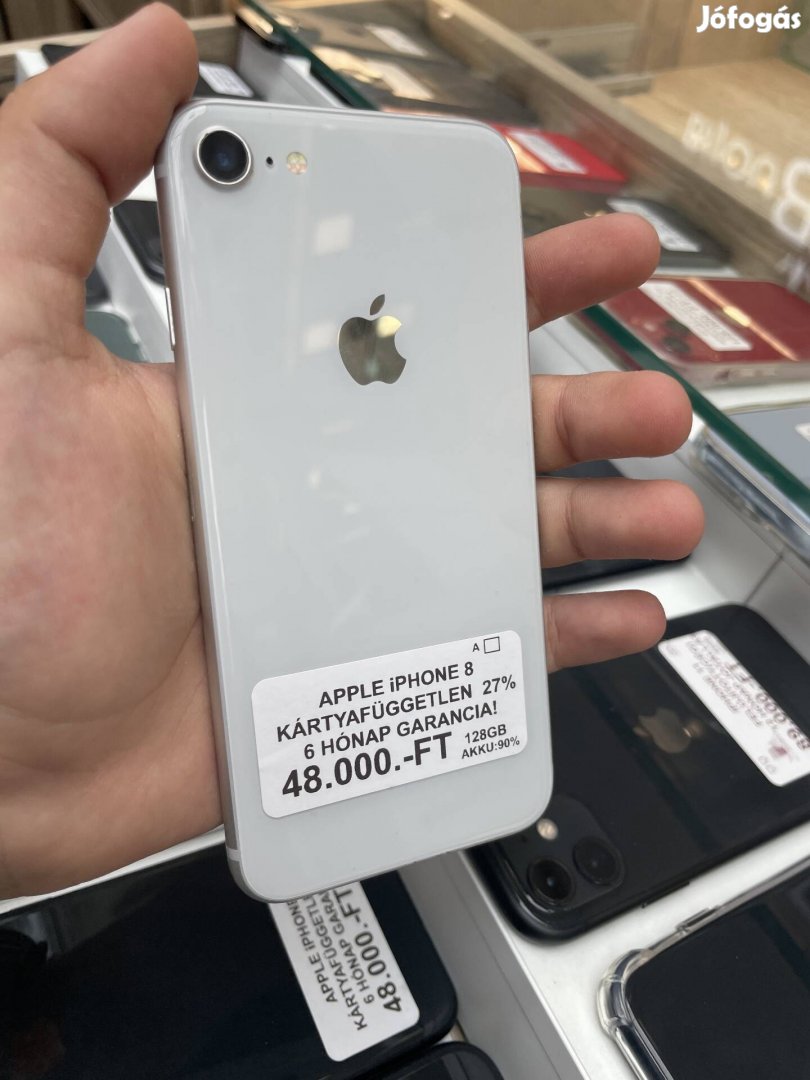 Jófogás
A
APPLE iPHONE 8
KÁRTYAFÜGGETLEN 27%
6 HÓNAP GARANCIA!
48.000.-FT 128GB
AKKU:90%
APPLE iPHONE
KÁRTYAFÜGGETLE
6 HÓNAP GARA
48.000.-FT